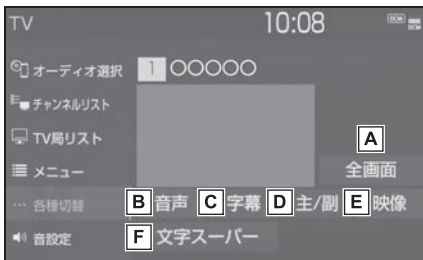 TV 10:08 DCM
オーディオ選択 1 ○○○○○
チャンネルリスト
TV局リスト
A
メニュー 全画面
… 各種切替 B 音声 C 字幕 D 主/副 E 映像
音設定 F 文字スーパー